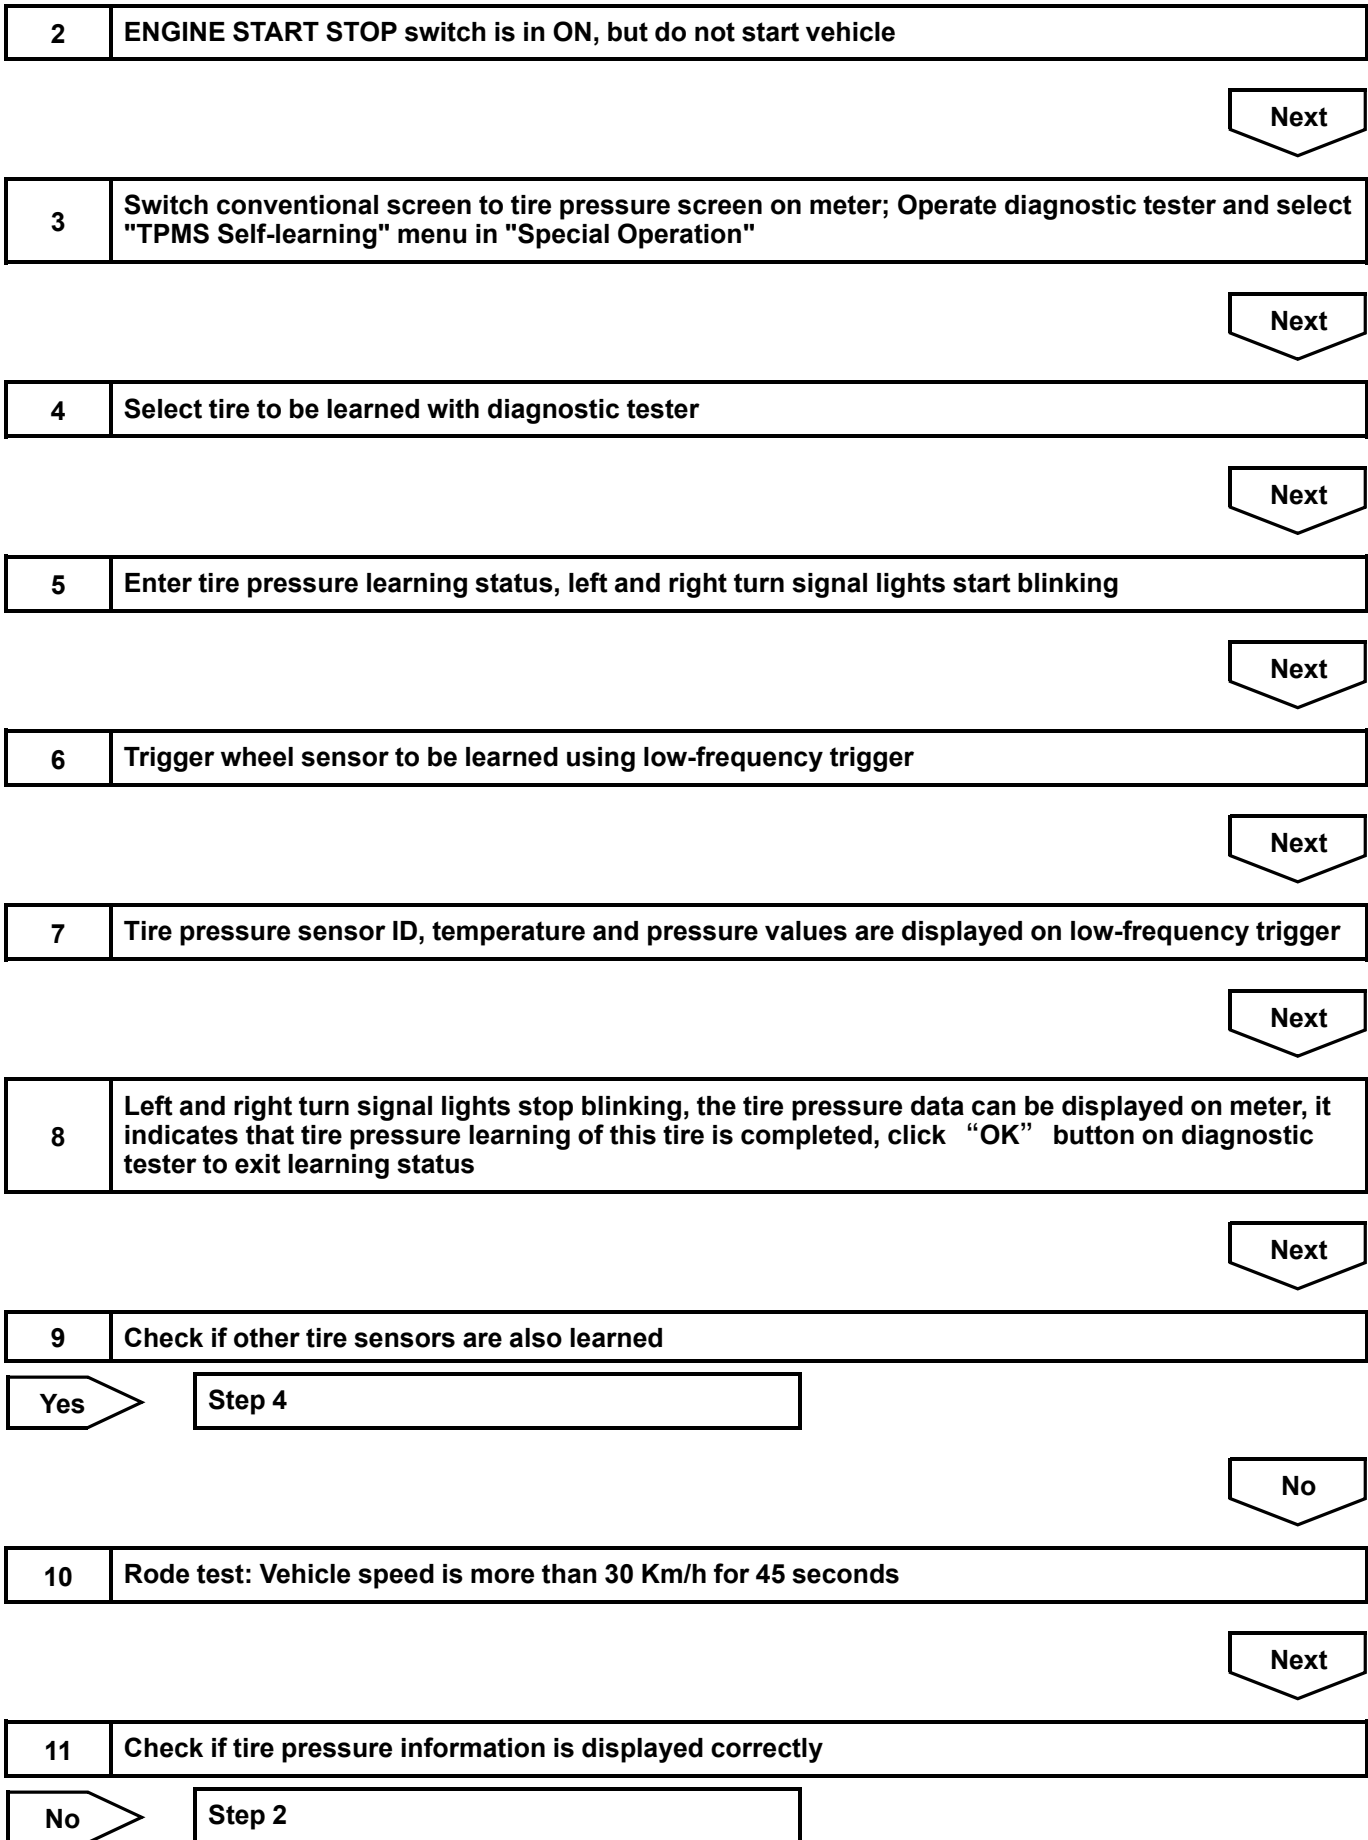 2
ENGINE START STOP switch is in ON, but do not start vehicle
Next
3
Switch conventional screen to tire pressure screen on meter; Operate diagnostic tester and select
"TPMS Self-learning" menu in "Special Operation"
Next
4
Select tire to be learned with diagnostic tester
Next
5
Enter tire pressure learning status, left and right turn signal lights start blinking
Next
6
Trigger wheel sensor to be learned using low-frequency trigger
Next
7
Tire pressure sensor ID, temperature and pressure values are displayed on low-frequency trigger
Next
8
Left and right turn signal lights stop blinking, the tire pressure data can be displayed on meter, it
indicates that tire pressure learning of this tire is completed, click “OK” button on diagnostic
tester to exit learning status
Next
9
Check if other tire sensors are also learned
Yes
Step 4
No
10
Rode test: Vehicle speed is more than 30 Km/h for 45 seconds
Next
11
Check if tire pressure information is displayed correctly
No
Step 2